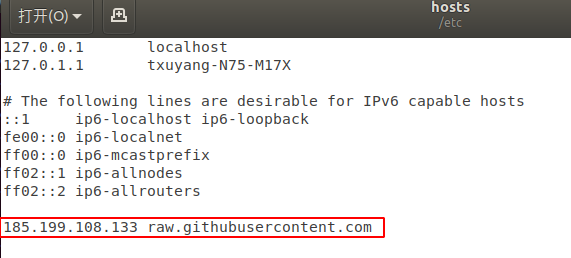 打开(O)
hosts
/etc
127.0.0.1 localhost
127.0.1.1 txuyang-N75-M17X
# The following lines are desirable for IPv6 capable hosts
::1 ip6-localhost ip6-loopback
fe00::0 ip6-localnet
ff00::0 ip6-mcastprefix
ff02::1 ip6-allnodes
ff02::2 ip6-allrouters
185.199.108.133 raw.githubusercontent.com